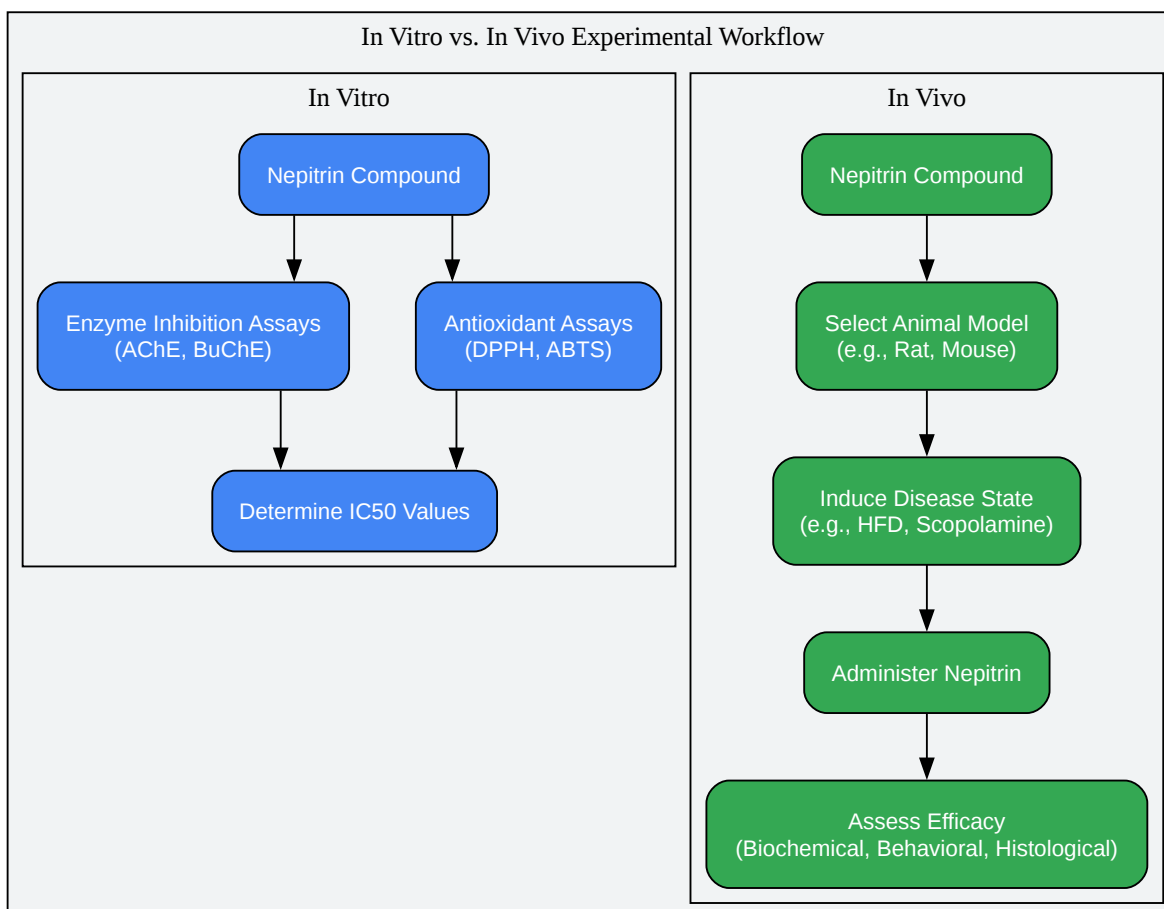 In Vitro vs. In Vivo Experimental Workflow
In Vitro
Nepitrin Compound
Enzyme Inhibition Assays
(AChE, BuChE)
Antioxidant Assays
(DPPH, ABTS)
Determine IC50 Values
In Vivo
Nepitrin Compound
Select Animal Model
(e.g., Rat, Mouse)
Induce Disease State
(e.g., HFD, Scopolamine)
Administer Nepitrin
Assess Efficacy
(Biochemical, Behavioral, Histological)